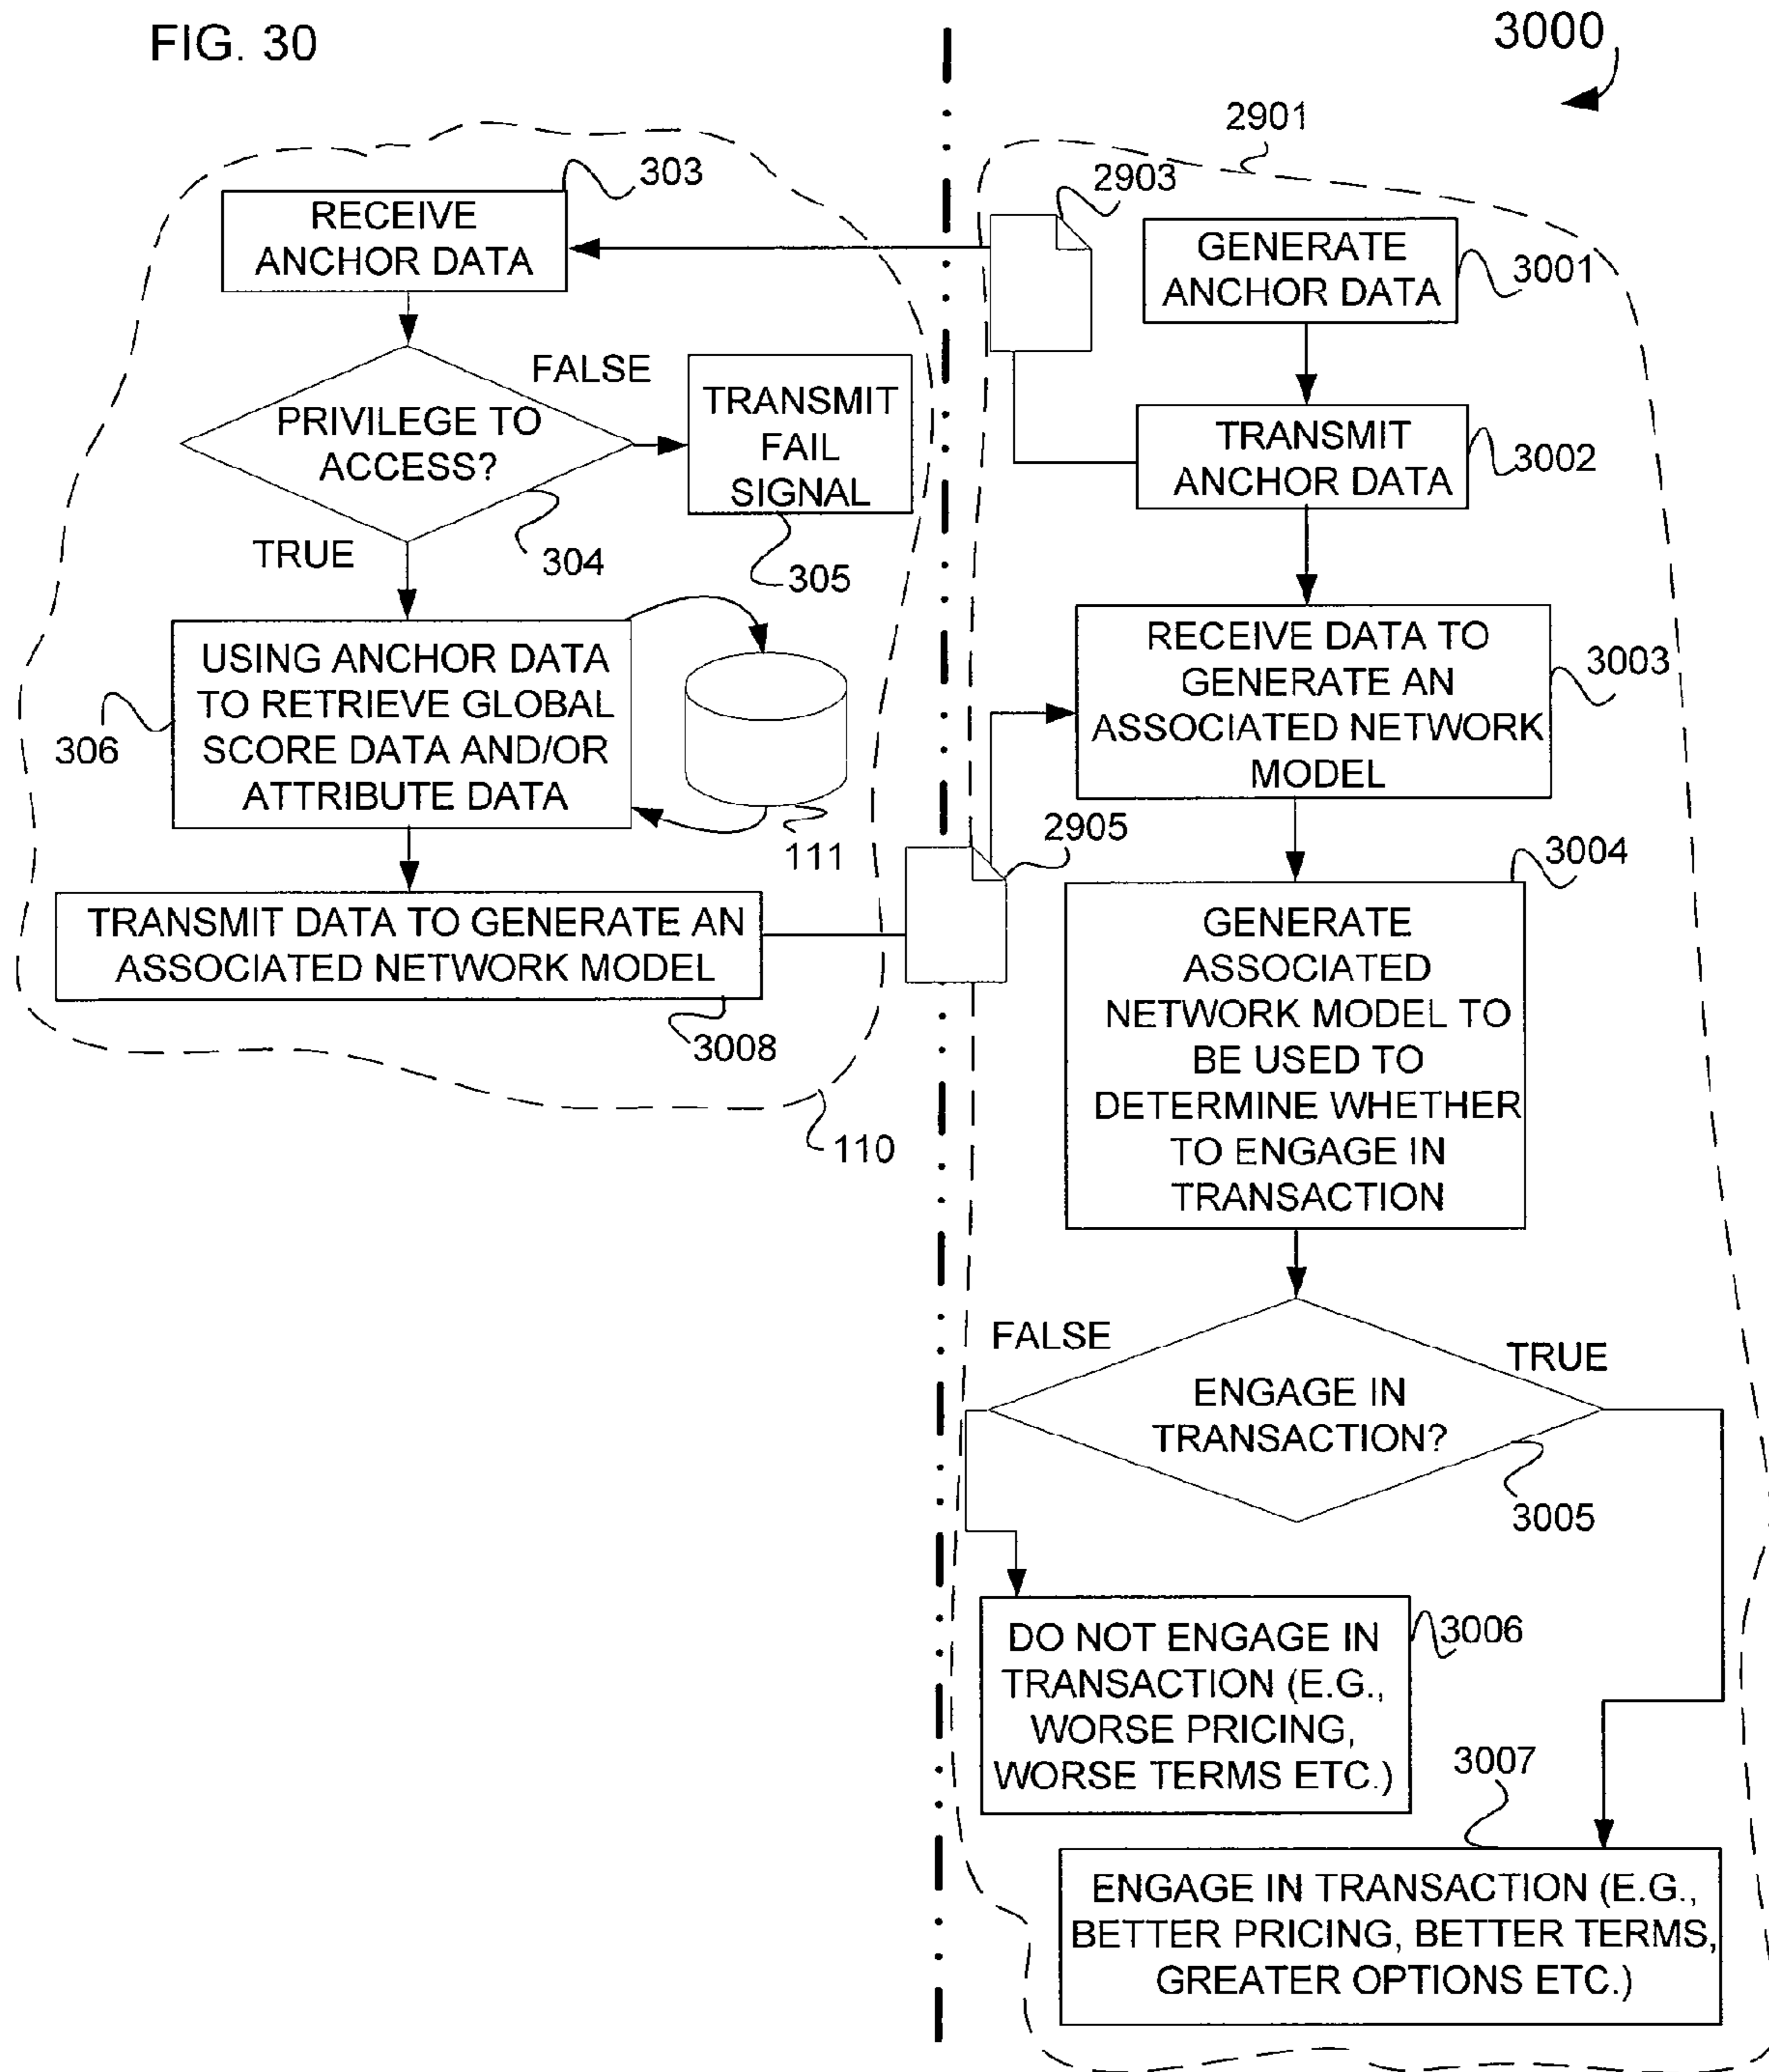 FIG. 30
3000
2901
303
2903
RECEIVE
ANCHOR DATA
GENERATE
ANCHOR DATA
3001
FALSE
PRIVILEGE TO
ACCESS?
TRANSMIT
FAIL
SIGNAL
TRANSMIT
ANCHOR DATA
3002
TRUE
304
305
USING ANCHOR DATA
TO RETRIEVE GLOBAL
SCORE DATA AND/OR
ATTRIBUTE DATA
306
111
RECEIVE DATA TO
GENERATE AN
ASSOCIATED NETWORK
MODEL
3003
2905
3004
TRANSMIT DATA TO GENERATE AN
ASSOCIATED NETWORK MODEL
3008
110
GENERATE
ASSOCIATED
NETWORK MODEL TO
BE USED TO
DETERMINE WHETHER
TO ENGAGE IN
TRANSACTION
FALSE
TRUE
ENGAGE IN
TRANSACTION?
3005
DO NOT ENGAGE IN
TRANSACTION (E.G.,
WORSE PRICING,
WORSE TERMS ETC.)
3006
3007
ENGAGE IN TRANSACTION (E.G.,
BETTER PRICING, BETTER TERMS,
GREATER OPTIONS ETC.)